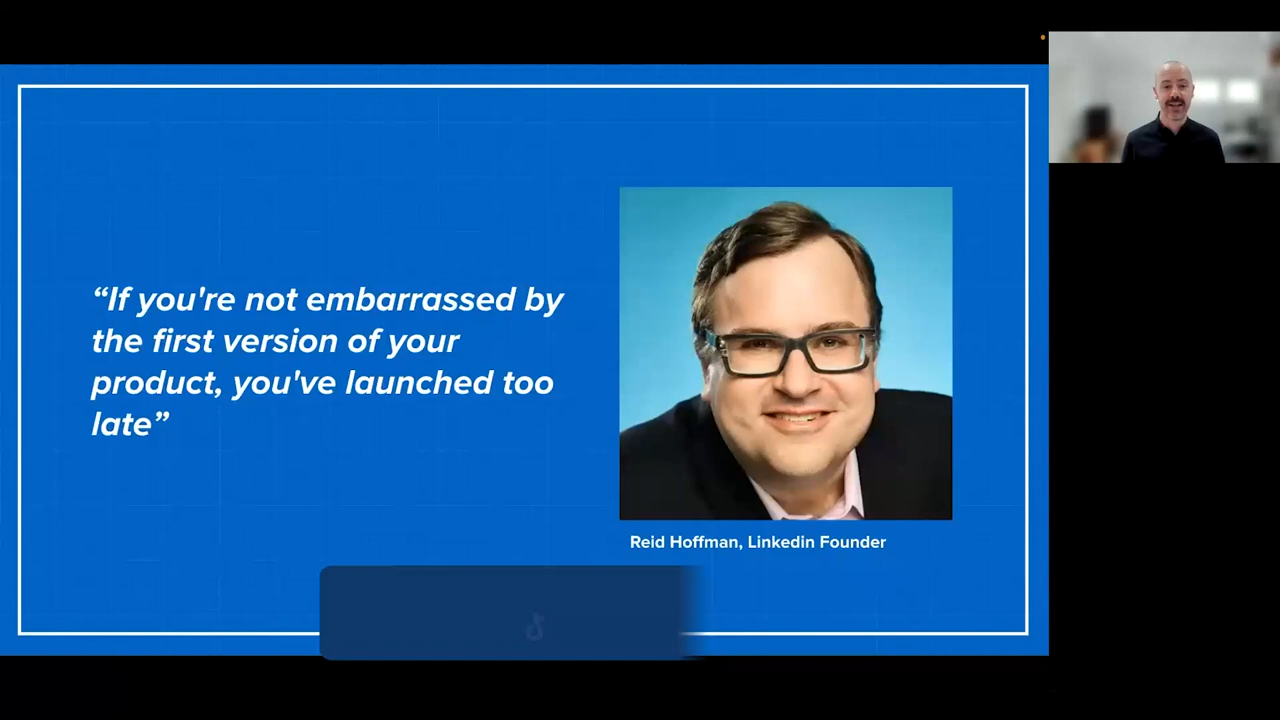 “If you're not embarrassed by
the first version of your
product, you've launched too
late”
Reid Hoffman, Linkedin Founder